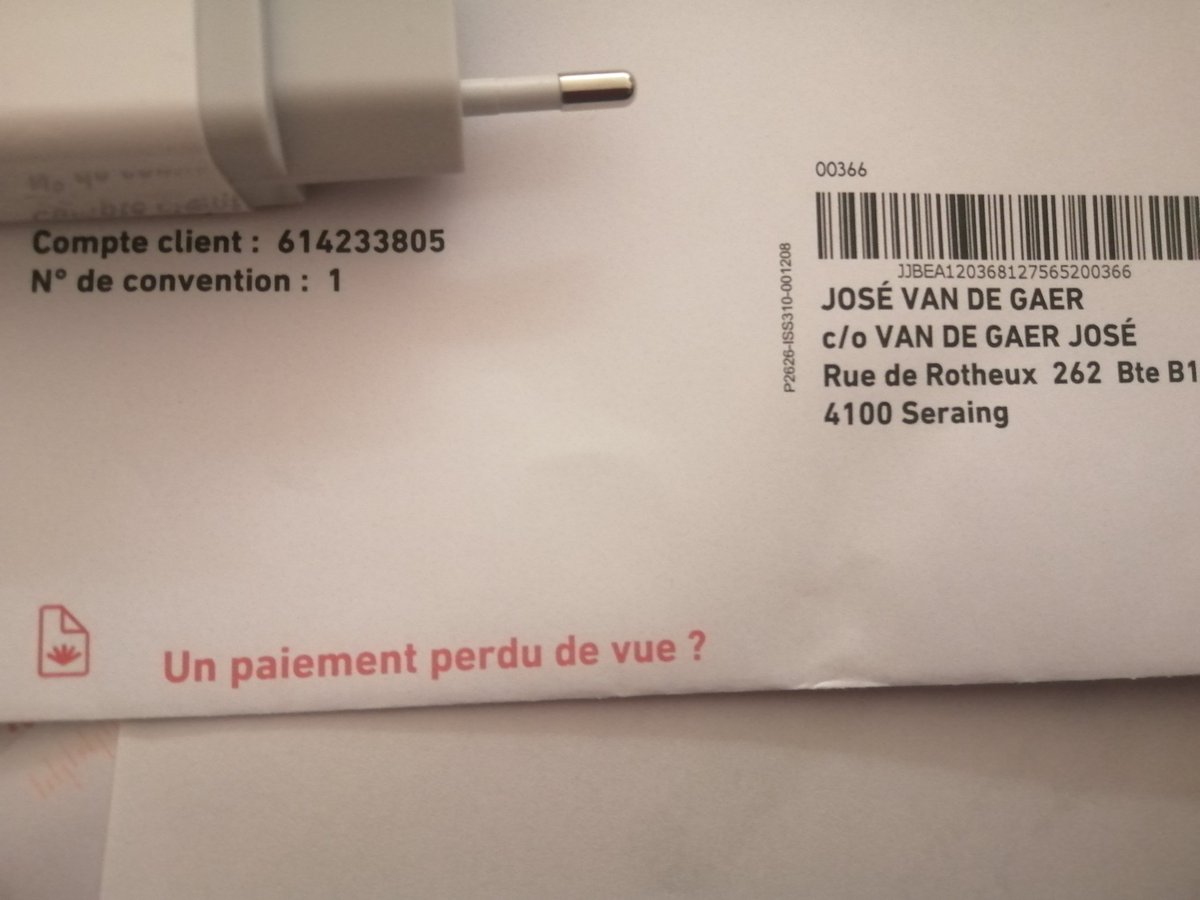 Compte client : 614233805
N° de convention : 1
00366
JJBEA120368127565200366
P2626-ISS310-001208
JOSÉ VAN DE GAER
c/o VAN DE GAER JOSÉ
Rue de Rotheux 262 Bte B1
4100 Seraing
Un paiement perdu de vue ?